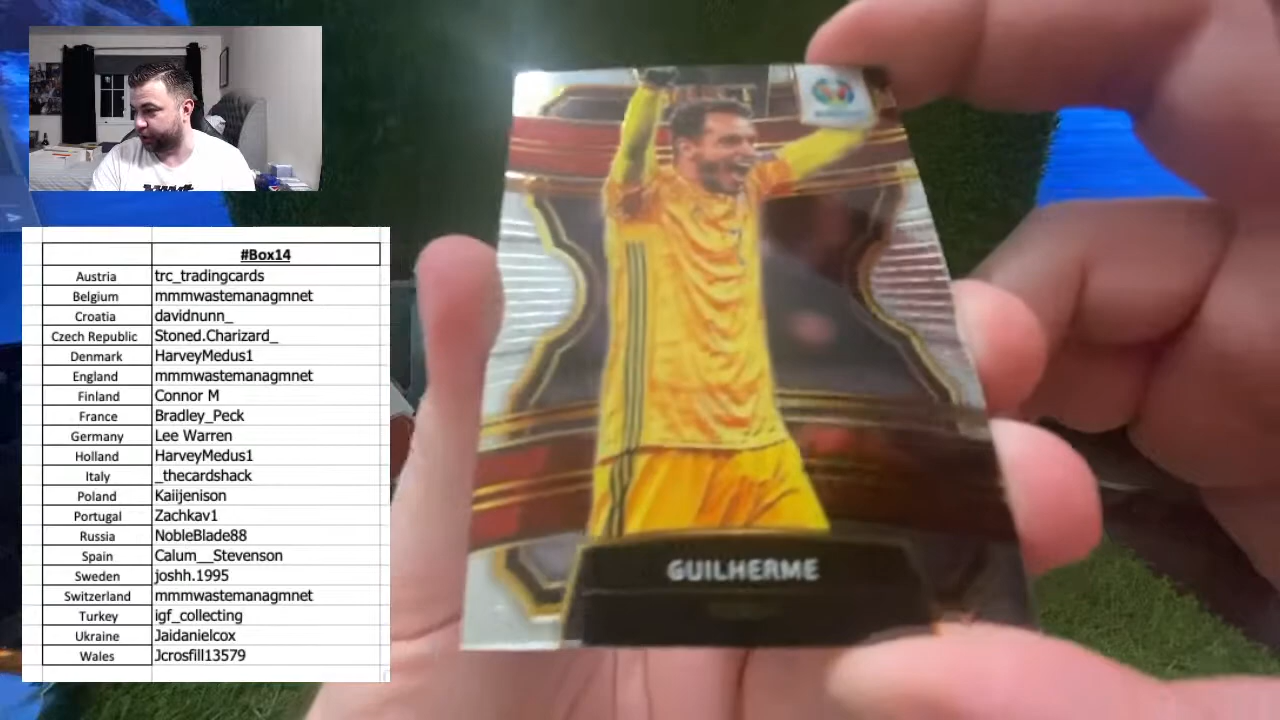 #Box14
Austria trc_tradingcards
Belgium mmmwastemanagmnet
Croatia davidnunn_
Czech Republic Stoned.Charizard_
Denmark HarveyMedus1
England mmmwastemanagmnet
Finland Connor M
France Bradley_Peck
Germany Lee Warren
Holland HarveyMedus1
Italy _thecardshack
Poland Kaiijenison
Portugal Zachkav1
Russia NobleBlade88
Spain Calum__Stevenson
Sweden joshh.1995
Switzerland mmmwastemanagmnet
Turkey igf_collecting
Ukraine Jaidanielcox
Wales Jcrosfill13579
GUILHERME